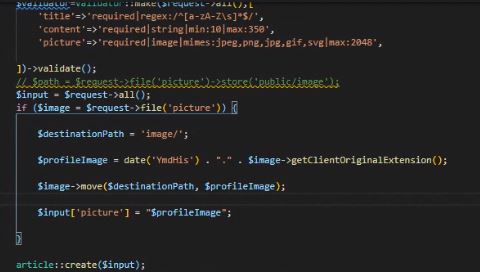 $validator=Validator::make($request->all(),[
'title'=>'required|regex:/^[a-zA-Z\s]*$/',
'content'=>'required|string|min:10|max:350',
'picture'=>'required|image|mimes:jpeg,png,jpg,gif,svg|max:2048',
])->validate();
// $path = $request->file('picture')->store('public/image');
$input = $request->all();
if ($image = $request->file('picture')) {
$destinationPath = 'image/';
$profileImage = date('YmdHis') . "." . $image->getClientOriginalExtension();
$image->move($destinationPath, $profileImage);
$input['picture'] = "$profileImage";
}
article::create($input);